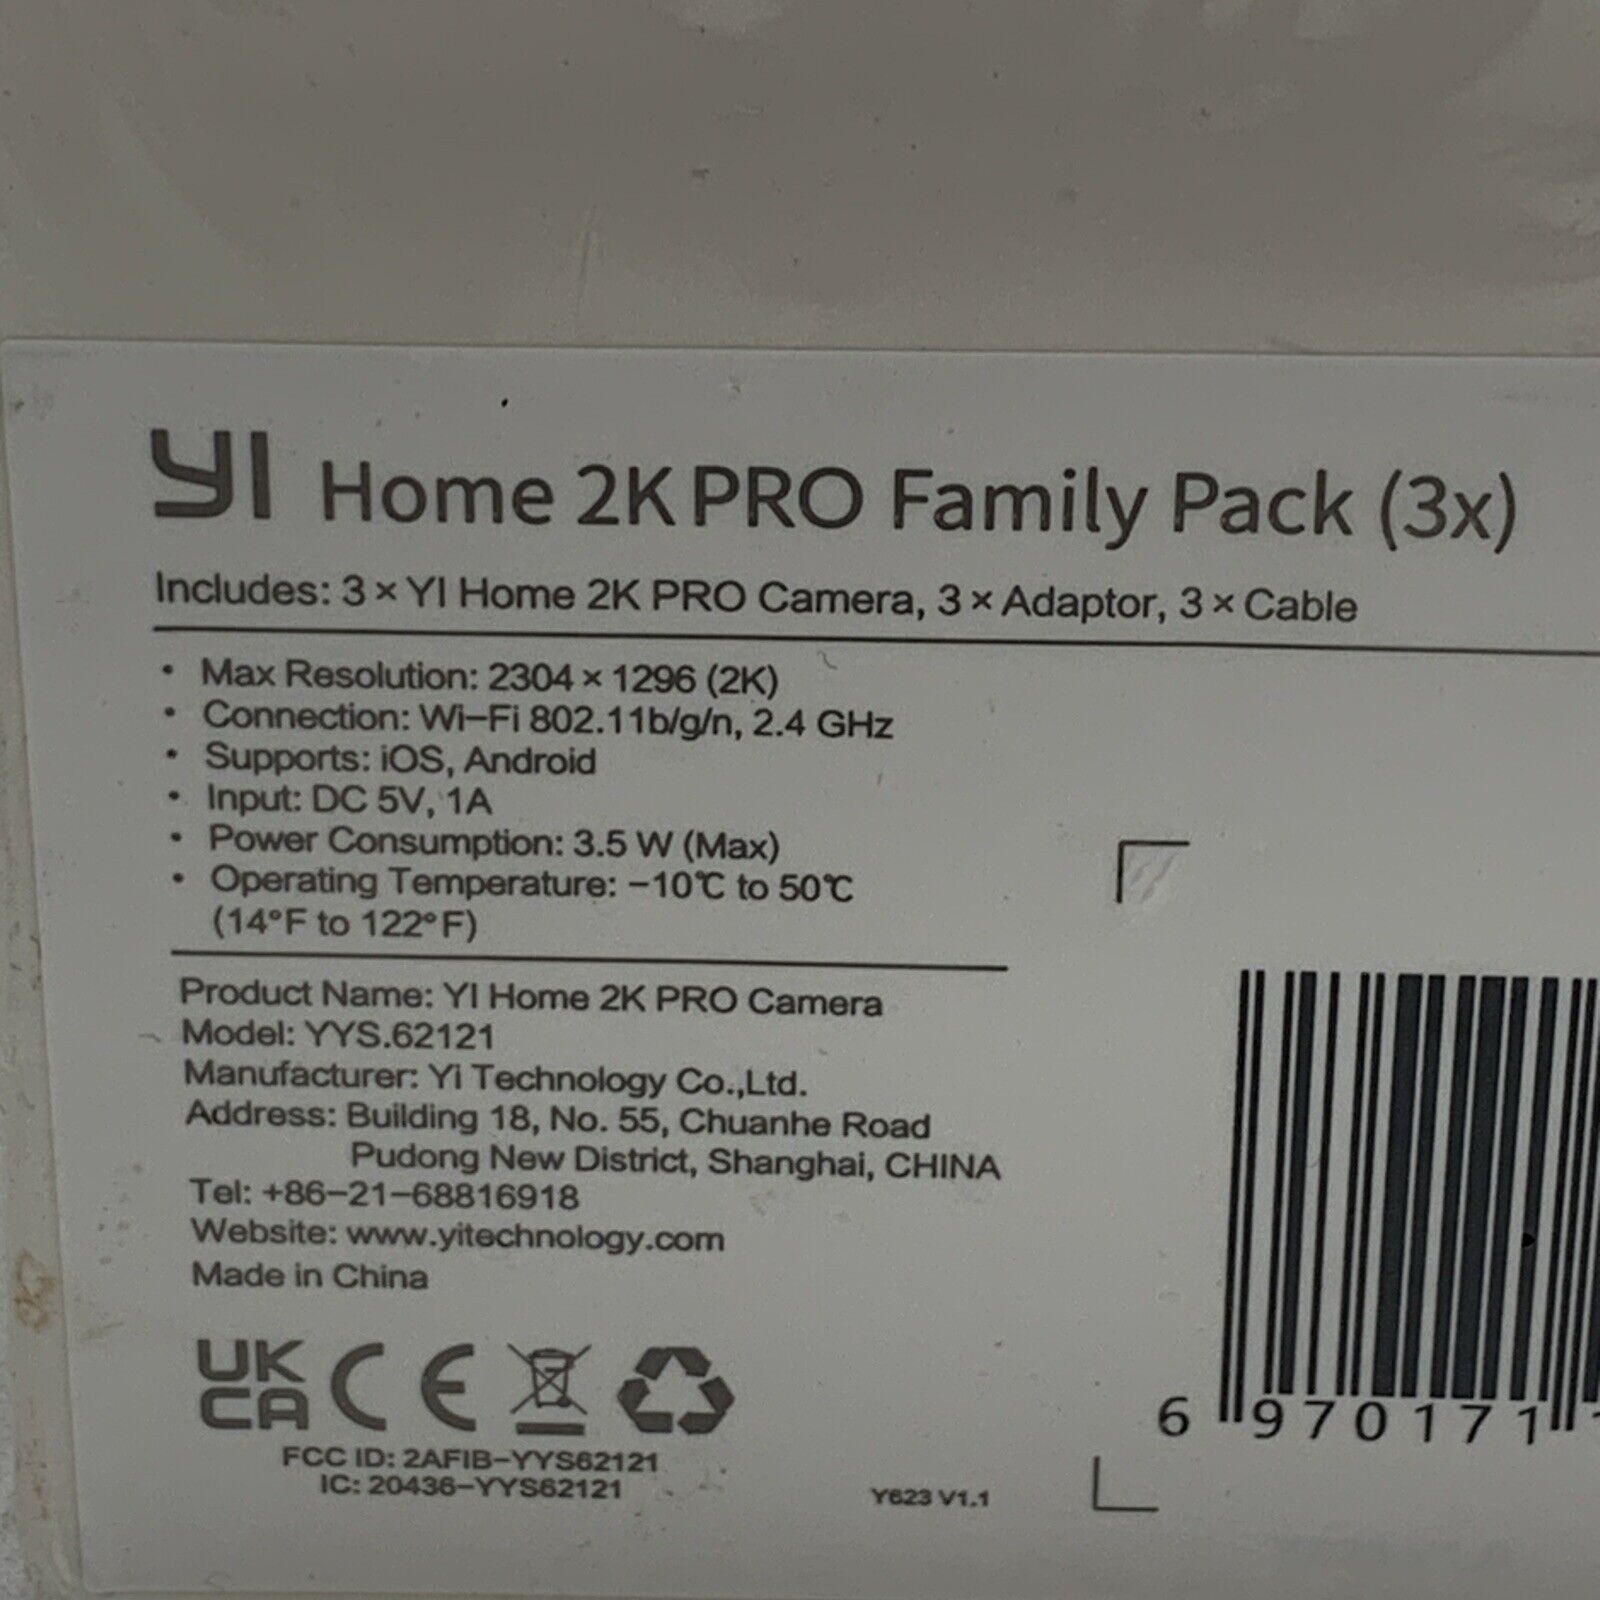 YI Home 2K PRO Family Pack (3x)
Includes: 3 × YI Home 2K PRO Camera, 3 × Adaptor, 3 × Cable
• Max Resolution: 2304 × 1296 (2K)
• Connection: Wi-Fi 802.11b/g/n, 2.4 GHz
• Supports: iOS, Android
• Input: DC 5V, 1A
• Power Consumption: 3.5 W (Max)
• Operating Temperature: -10℃ to 50℃
(14°F to 122°F)
Product Name: YI Home 2K PRO Camera
Model: YYS.62121
Manufacturer: Yi Technology Co.,Ltd.
Address: Building 18, No. 55, Chuanhe Road
Pudong New District, Shanghai, CHINA
Tel: +86-21-68816918
Website: www.yitechnology.com
Made in China
UK
CA CE
FCC ID: 2AFIB-YYS62121
IC: 20436-YYS62121
Y623 V1.1
6 970171